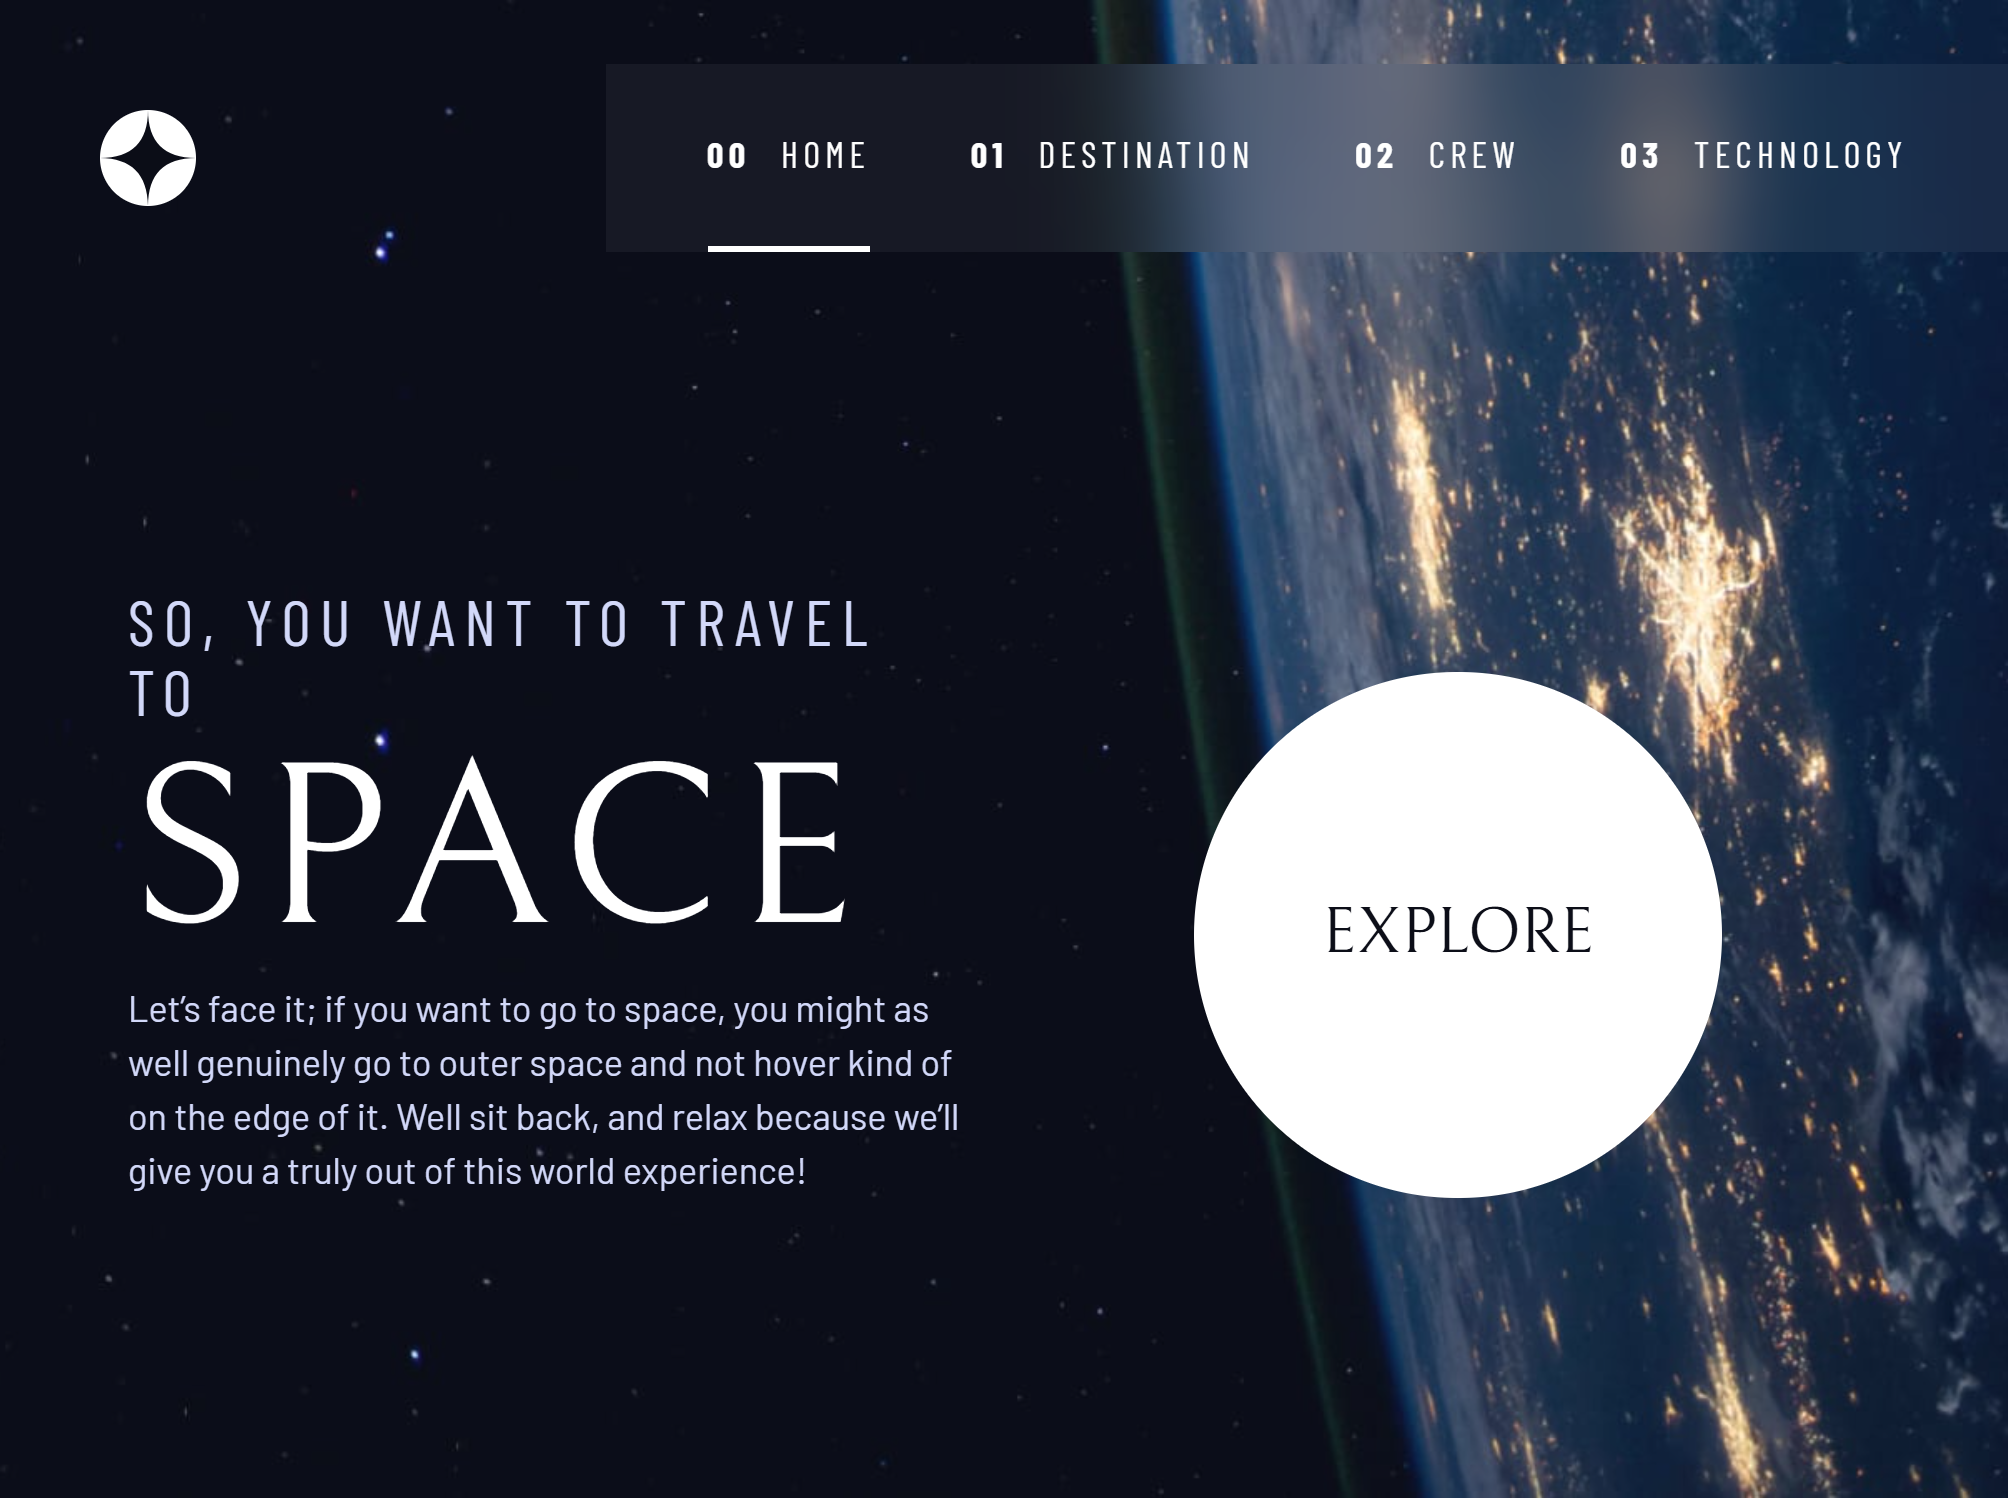 00 HOME 01 DESTINATION 02 CREW 03 TECHNOLOGY
SO, YOU WANT TO TRAVEL
TO
SPACE
Let’s face it; if you want to go to space, you might as
well genuinely go to outer space and not hover kind of
on the edge of it. Well sit back, and relax because we’ll
give you a truly out of this world experience!
EXPLORE